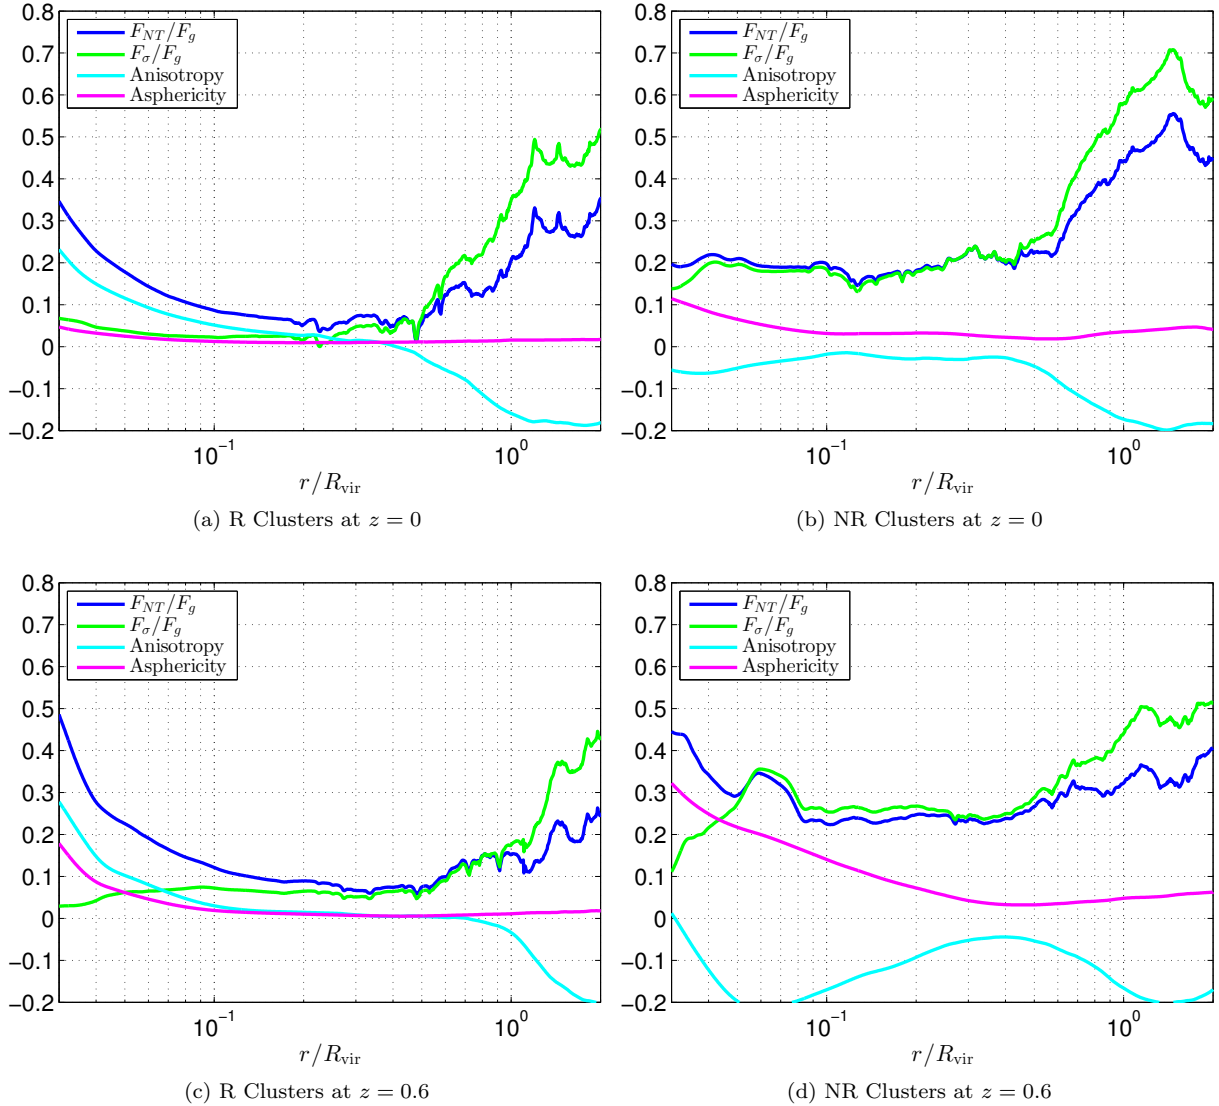 0.8
0.7
0.6
0.5
0.4
0.3
0.2
0.1
0
−0.1
−0.2
F_NT/F_g
F_σ/F_g
Anisotropy
Asphericity
10^−1
10^0
r/R_vir
(a) R Clusters at z = 0
0.8
0.7
0.6
0.5
0.4
0.3
0.2
0.1
0
−0.1
−0.2
F_NT/F_g
F_σ/F_g
Anisotropy
Asphericity
10^−1
10^0
r/R_vir
(b) NR Clusters at z = 0
0.8
0.7
0.6
0.5
0.4
0.3
0.2
0.1
0
−0.1
−0.2
F_NT/F_g
F_σ/F_g
Anisotropy
Asphericity
10^−1
10^0
r/R_vir
(c) R Clusters at z = 0.6
0.8
0.7
0.6
0.5
0.4
0.3
0.2
0.1
0
−0.1
−0.2
F_NT/F_g
F_σ/F_g
Anisotropy
Asphericity
10^−1
10^0
r/R_vir
(d) NR Clusters at z = 0.6